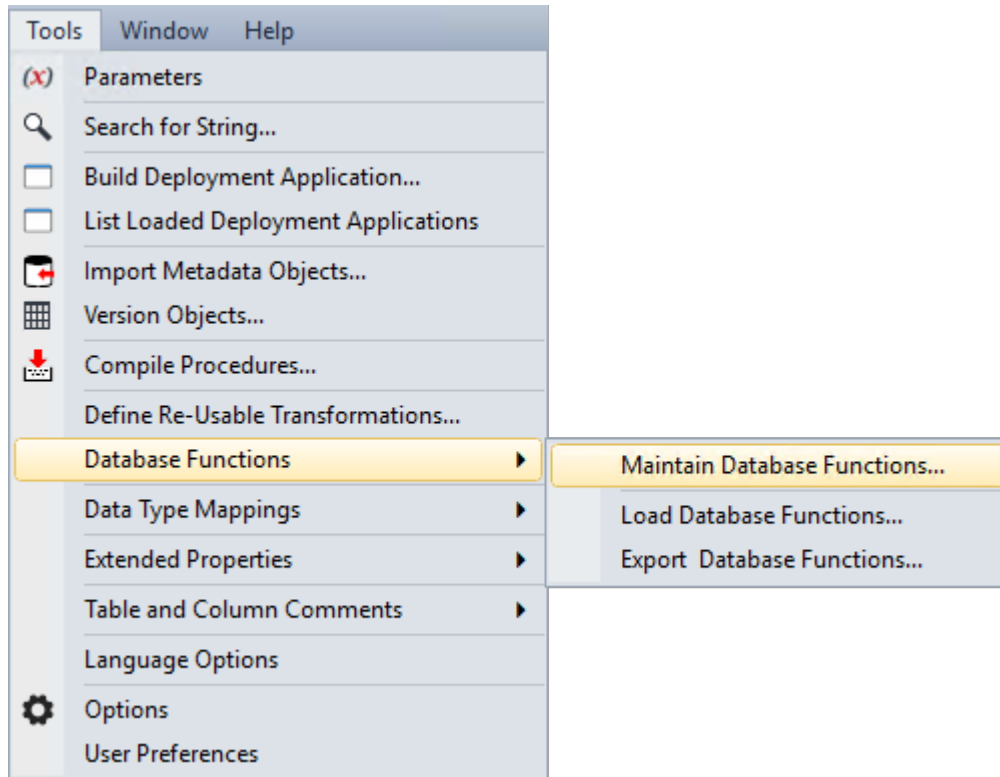 Tools Window Help
(x) Parameters
Search for String...
Build Deployment Application...
List Loaded Deployment Applications
Import Metadata Objects...
Version Objects...
Compile Procedures...
Define Re-Usable Transformations...
Database Functions
Maintain Database Functions...
Load Database Functions...
Export  Database Functions...
Data Type Mappings
Extended Properties
Table and Column Comments
Language Options
Options
User Preferences